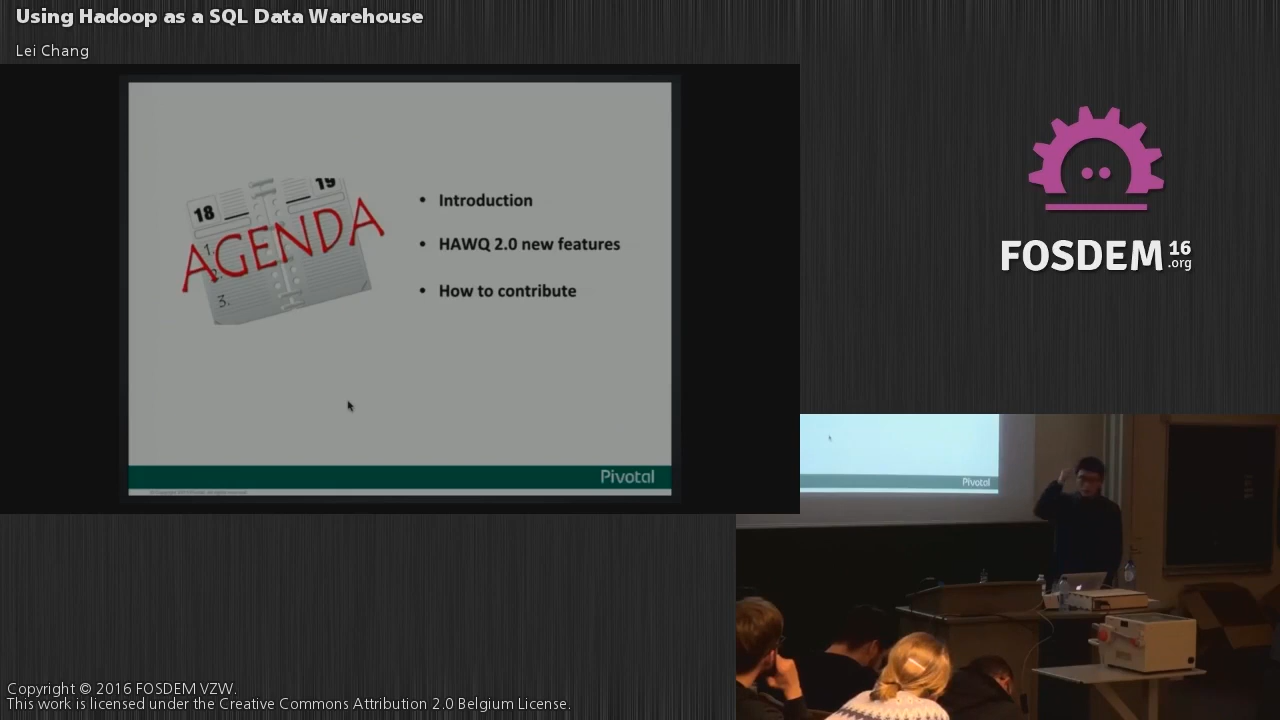 Using Hadoop as a SQL Data Warehouse
Lei Chang
18
19
AGENDA
1.
3.
• Introduction
• HAWQ 2.0 new features
• How to contribute
Pivotal
FOSDEM 16 .org
Pivotal
Copyright © 2016 FOSDEM VZW.
This work is licensed under the Creative Commons Attribution 2.0 Belgium License.